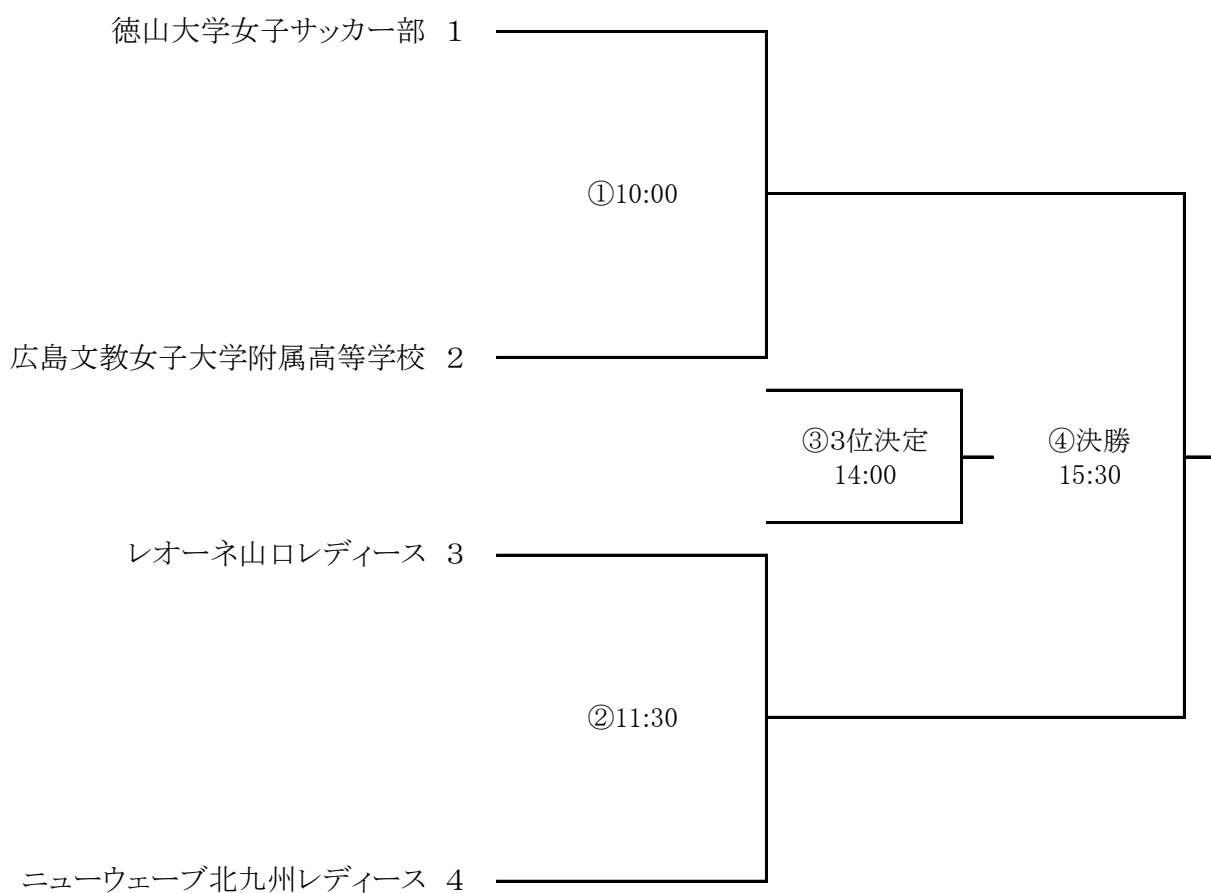 徳山大学女子サッカー部 1
①10:00
広島文教女子大学附属高等学校 2
③3位決定
14:00
④決勝
15:30
レオーネ山口レディース 3
②11:30
ニューウェーブ北九州レディース 4